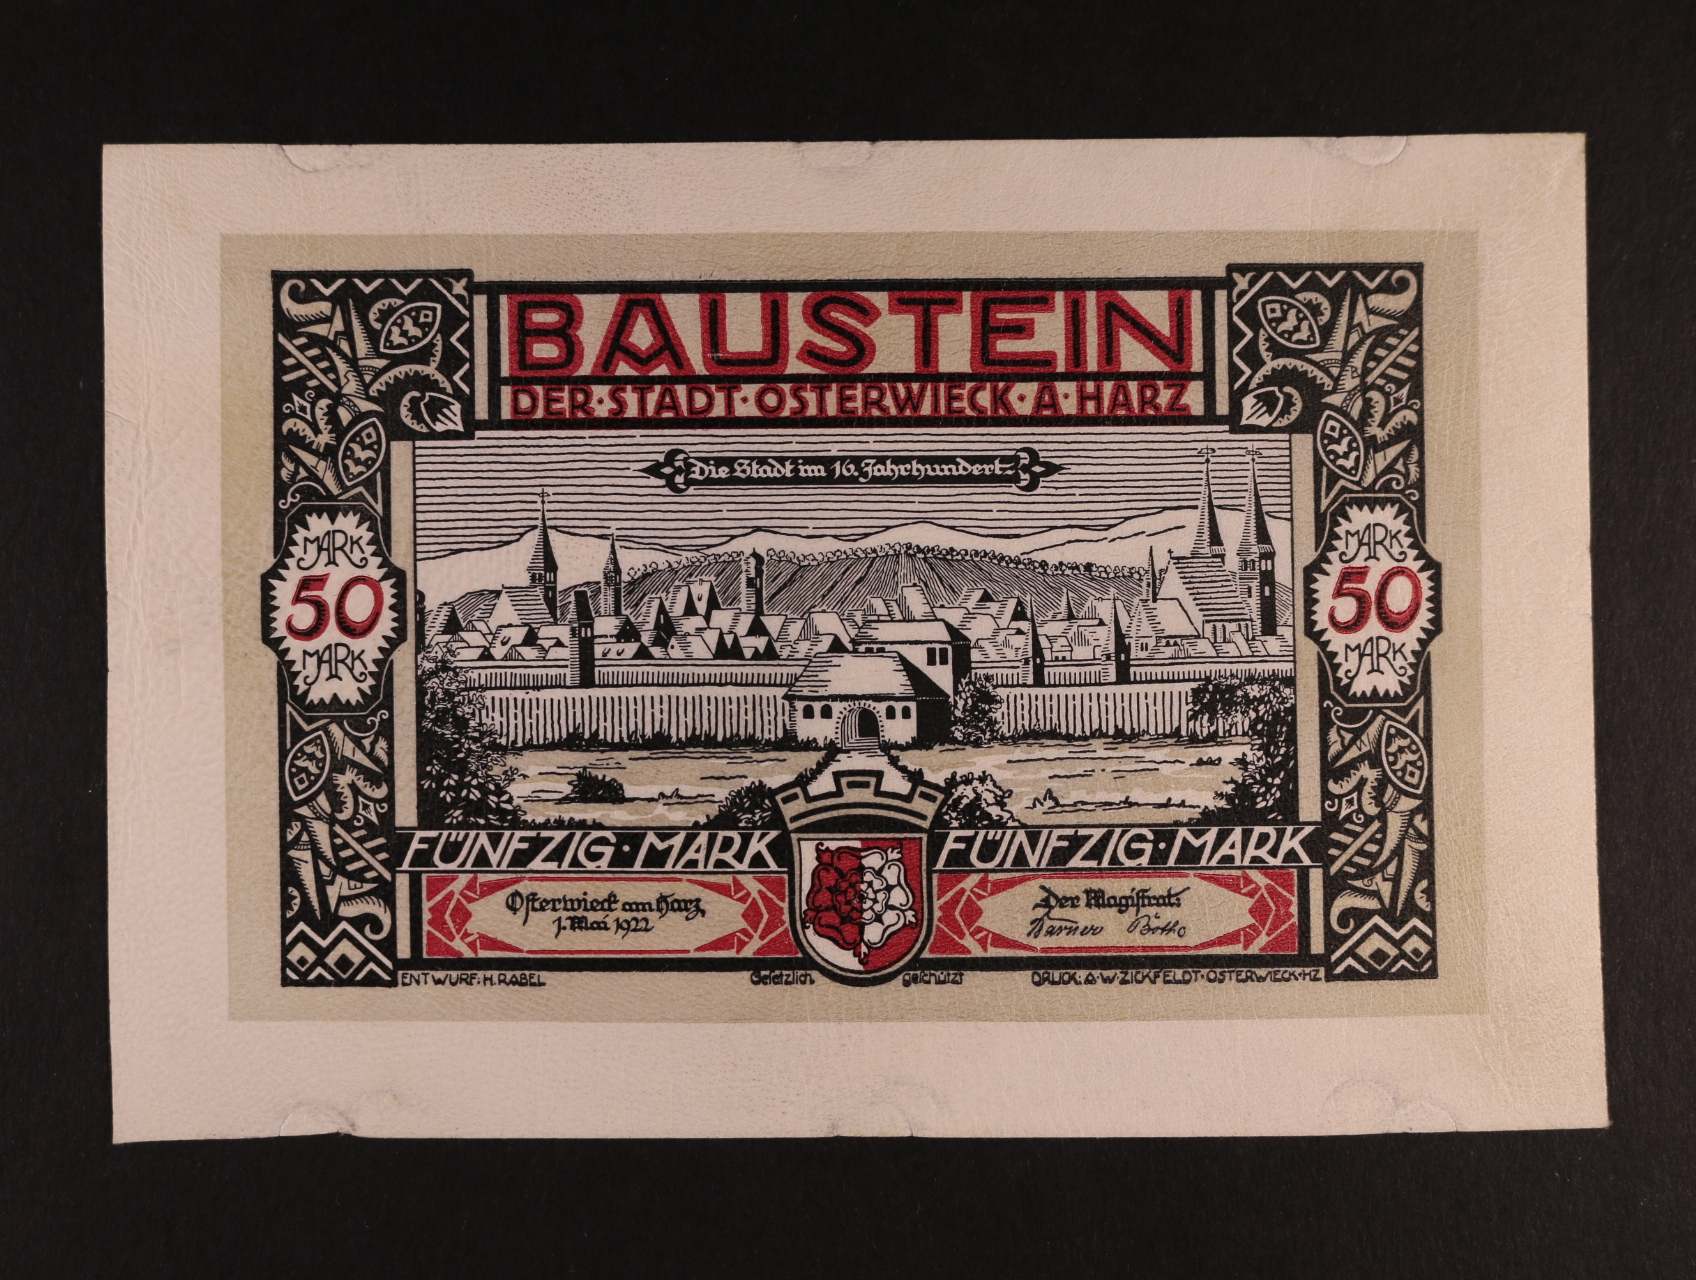 BAUSTEIN
DER·STADT·OSTERWIECK·A·HARZ
Die Stadt im 16. Jahrhundert.
MARK
50
MARK
MARK
50
MARK
FÜNFZIG·MARK
FÜNFZIG·MARK
Osterwieck am Harz,
1. Mai 1922
Der Magistrat:
ENTWURF: H. RABEL
Gesetzlich geschützt
DRUCK: A·W·ZICKFELDT·OSTERWIECK·HZ